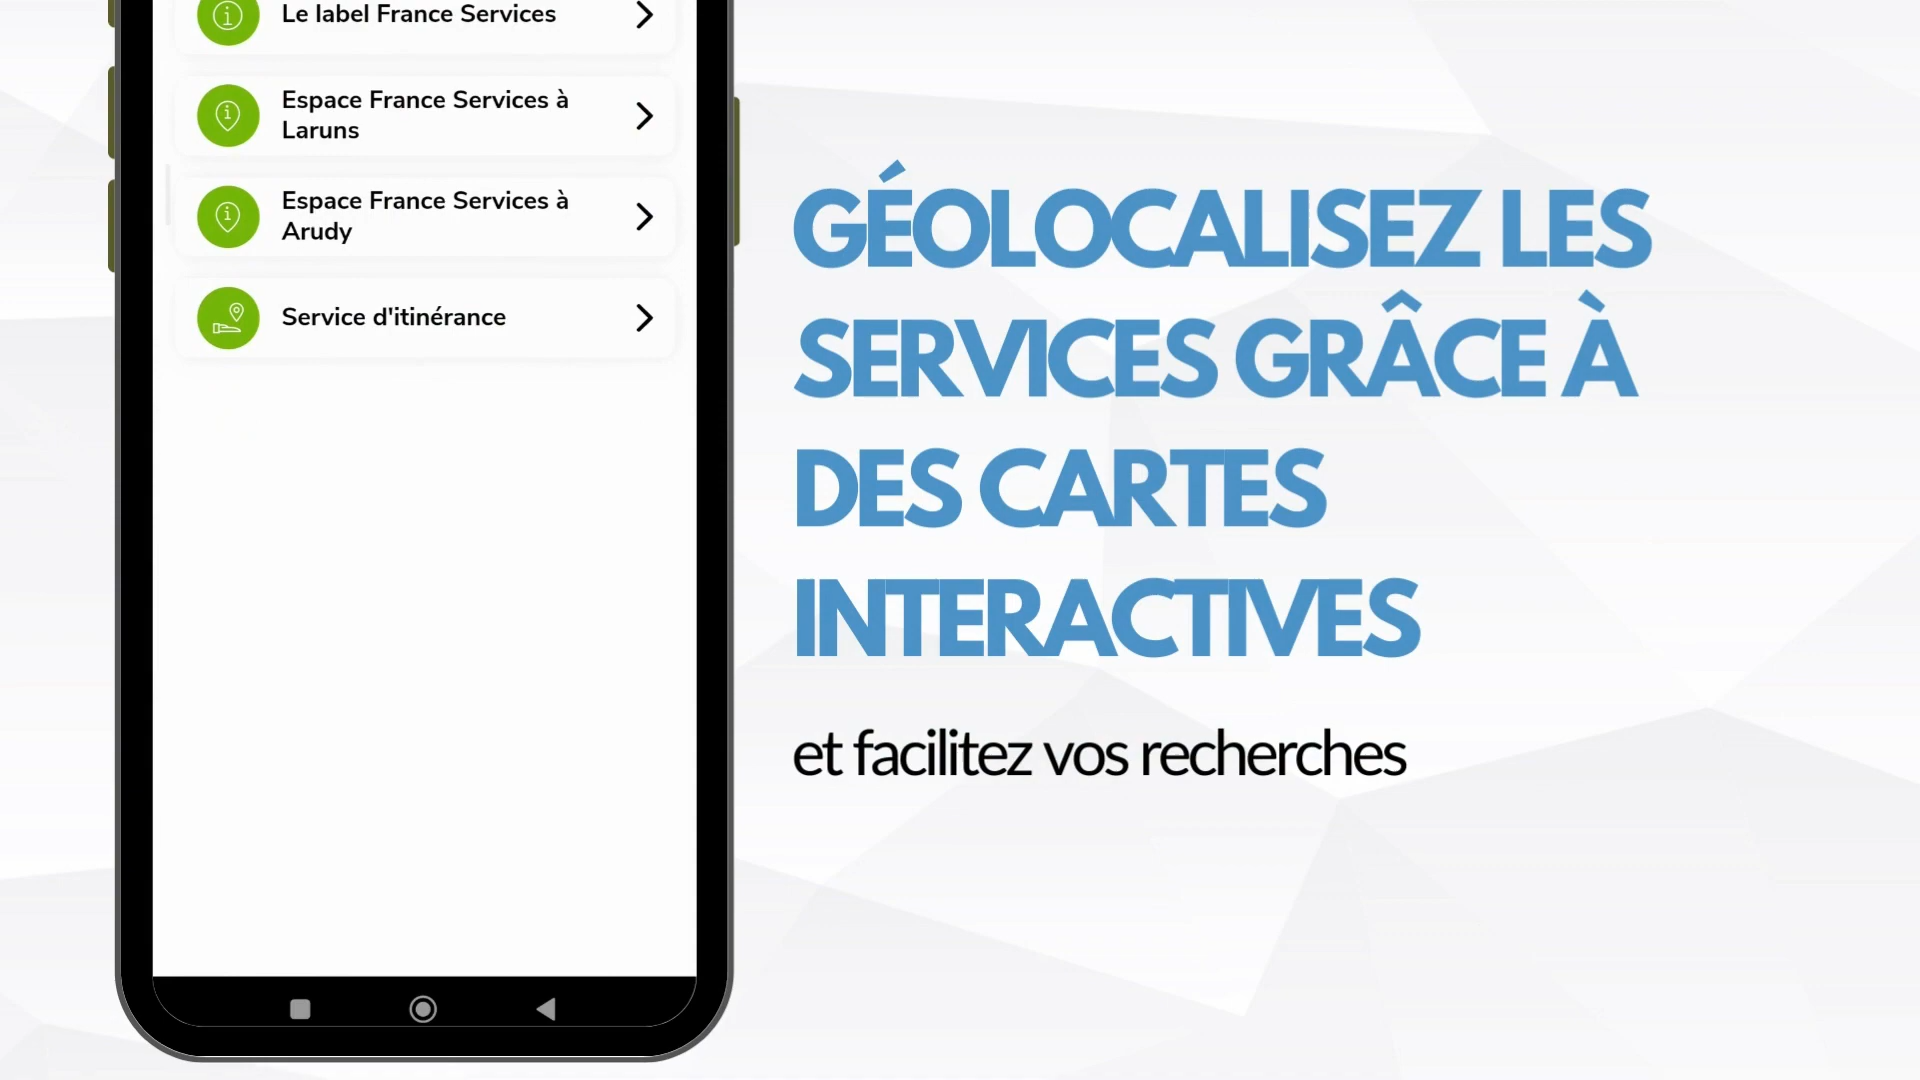 Le label France Services
Espace France Services à
Laruns
Espace France Services à
Arudy
Service d'itinérance
GÉOLOCALISEZ LES
SERVICES GRÂCE À
DES CARTES
INTERACTIVES
et facilitez vos recherches